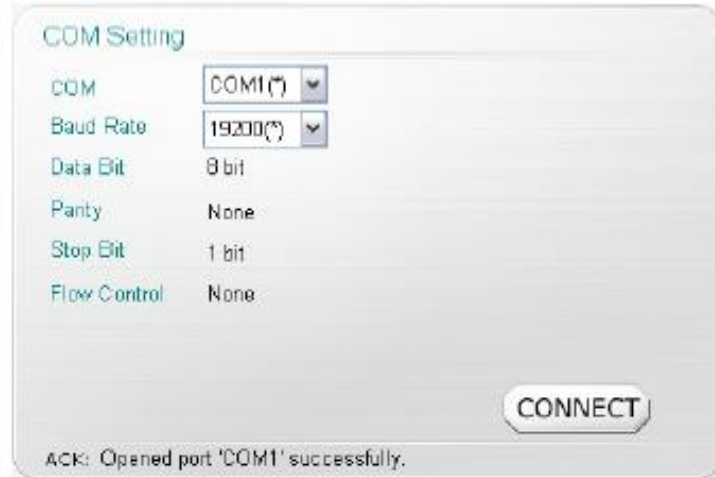 COM Setting
COM COM1(*)
Baud Rate 19200(*)
Data Bit 8 bit
Parity None
Stop Bit 1 bit
Flow Control None
CONNECT
ACK: Opened port 'COM1' successfully.